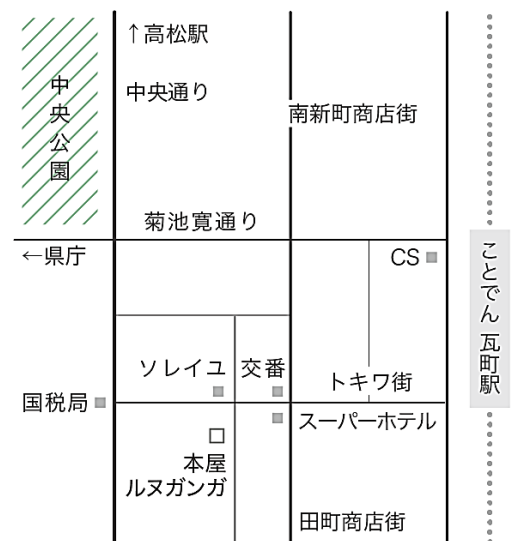 ↑高松駅
中央通り
中央公園
南新町商店街
菊池寛通り
←県庁
CS
ことでん 瓦町駅
ソレイユ
交番
トキワ街
国税局
スーパーホテル
本屋
ルヌガンガ
田町商店街